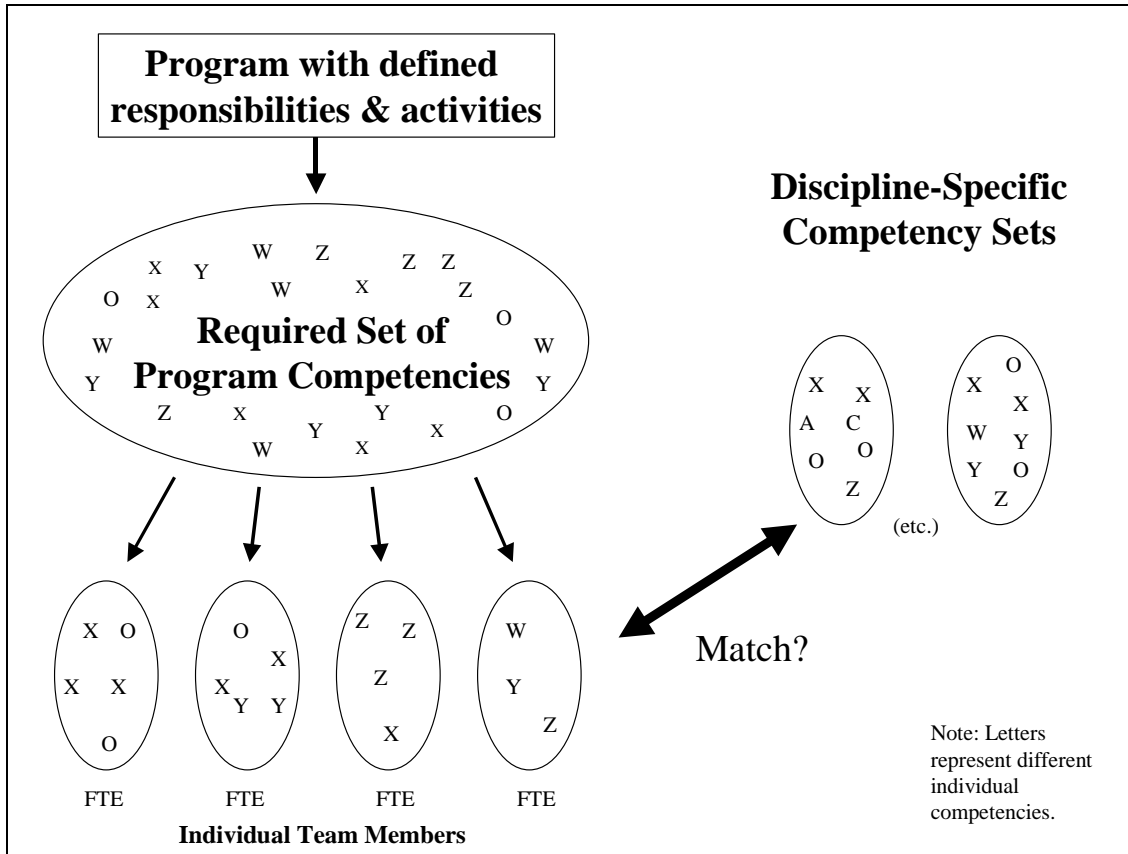 Program with defined
responsibilities & activities
Discipline-Specific
Competency Sets
W Z Z Z
X Y
X W X Z
O O
Required Set of
Program Competencies
W W
Y Y
Z X Y O
W Y X X
X X
A C
O O
Z
O
X X
W Y
Y O
Z
(etc.)
Match?
X O
X X
O
FTE
O
X
X
Y Y
FTE
Z Z
Z
X
FTE
W
Y
Z
FTE
Individual Team Members
Note: Letters
represent different
individual
competencies.